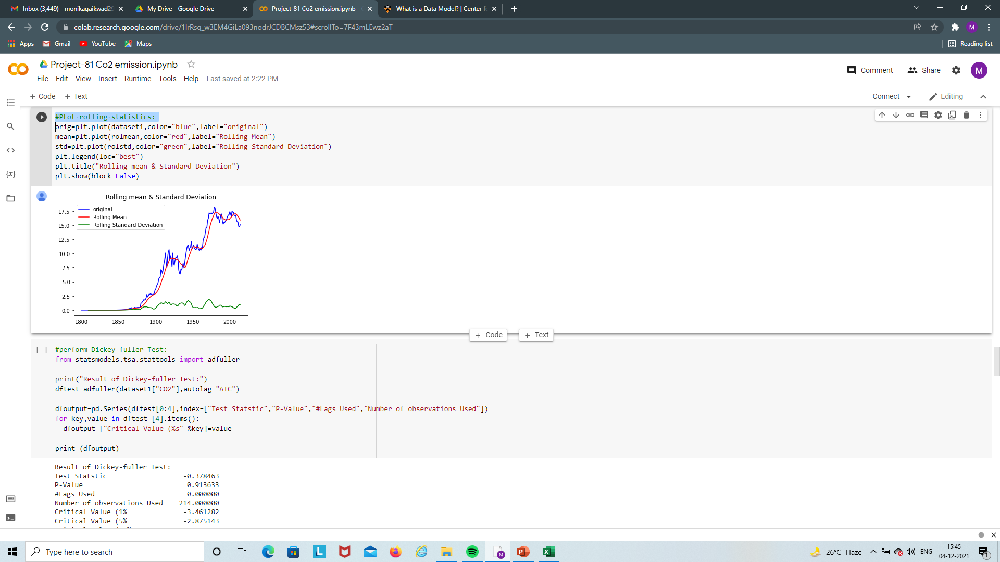 Inbox (3,449) - monikagaikwad29
My Drive - Google Drive
Project-81 Co2 emission.ipynb -
What is a Data Model? | Center f
colab.research.google.com/drive/1IrRsq_w3EM4GiLa093nodrJCDBCMsz53#scrollTo=7F43mLEwz2aT
M
Apps
Gmail
YouTube
Maps
Reading list
Project-81 Co2 emission.ipynb
File Edit View Insert Runtime Tools Help Last saved at 2:22 PM
Comment
Share
M
+ Code + Text
Connect
Editing
#PLot rolling statistics:
orig=plt.plot(dataset1,color="blue",label="original")
mean=plt.plot(rolmean,color="red",label="Rolling Mean")
std=plt.plot(rolstd,color="green",label="Rolling Standard Deviation")
plt.legend(loc="best")
plt.title("Rolling mean & Standard Deviation")
plt.show(block=False)
Rolling mean & Standard Deviation
original
Rolling Mean
Rolling Standard Deviation
17.5
15.0
12.5
10.0
7.5
5.0
2.5
0.0
1800 1850 1900 1950 2000
+ Code + Text
[ ] #perform Dickey fuller Test:
from statsmodels.tsa.stattools import adfuller
print("Result of Dickey-fuller Test:")
dftest=adfuller(dataset1["CO2"],autolag="AIC")
dfoutput=pd.Series(dftest[0:4],index=["Test Statstic","P-Value","#Lags Used","Number of observations Used"])
for key,value in dftest [4].items():
dfoutput ["Critical Value (%s" %key]=value
print (dfoutput)
Result of Dickey-fuller Test:
Test Statstic -0.378463
P-Value 0.913633
#Lags Used 0.000000
Number of observations Used 214.000000
Critical Value (1% -3.461282
Critical Value (5% -2.875143
Type here to search
26°C Haze
ENG
15:45
04-12-2021
1